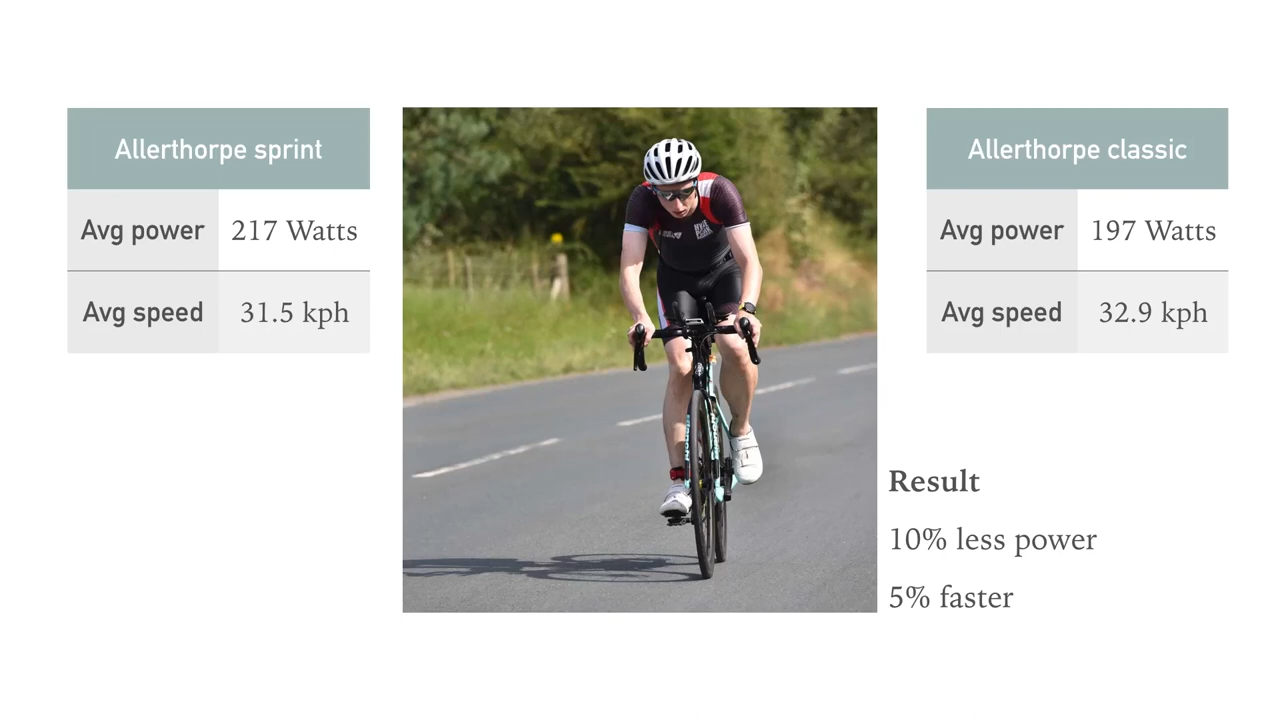 Allerthorpe sprint
Avg power 217 Watts
Avg speed 31.5 kph
Allerthorpe classic
Avg power 197 Watts
Avg speed 32.9 kph
Result
10% less power
5% faster